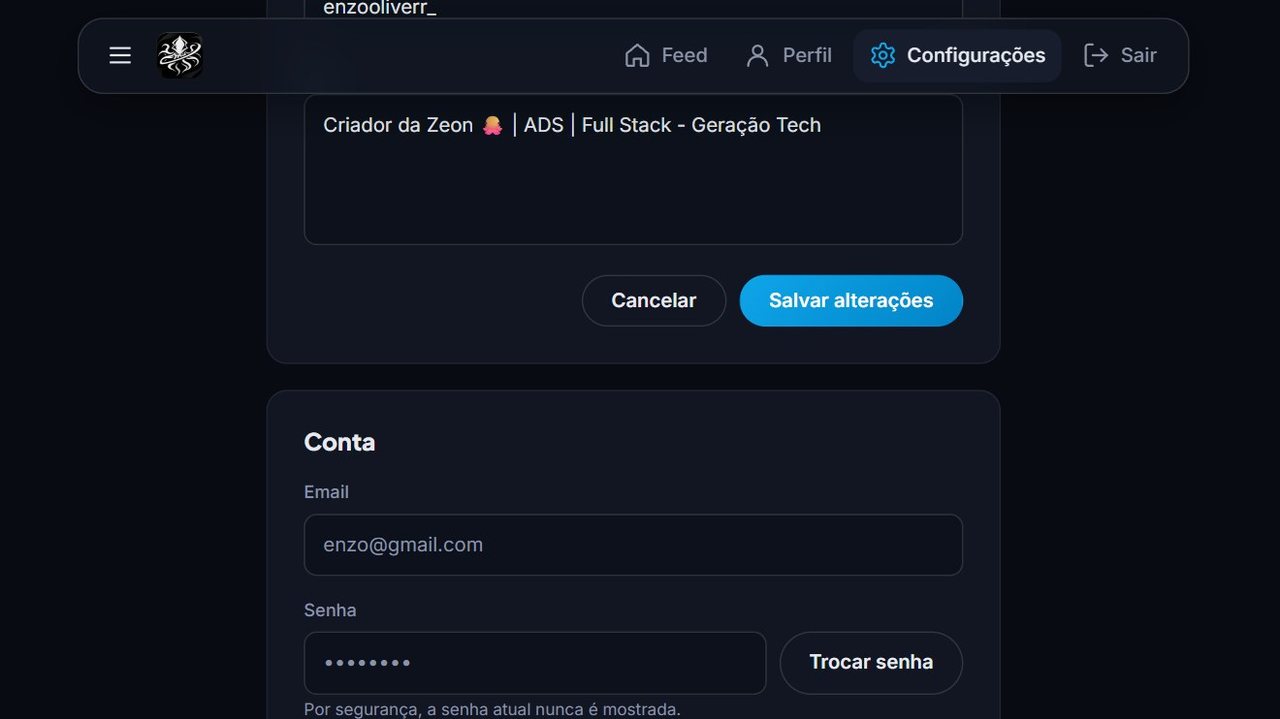 enzooliverr_
Feed
Perfil
Configurações
Sair
Criador da Zeon 🐙 | ADS | Full Stack - Geração Tech
Cancelar
Salvar alterações
Conta
Email
enzo@gmail.com
Senha
••••••••
Trocar senha
Por segurança, a senha atual nunca é mostrada.